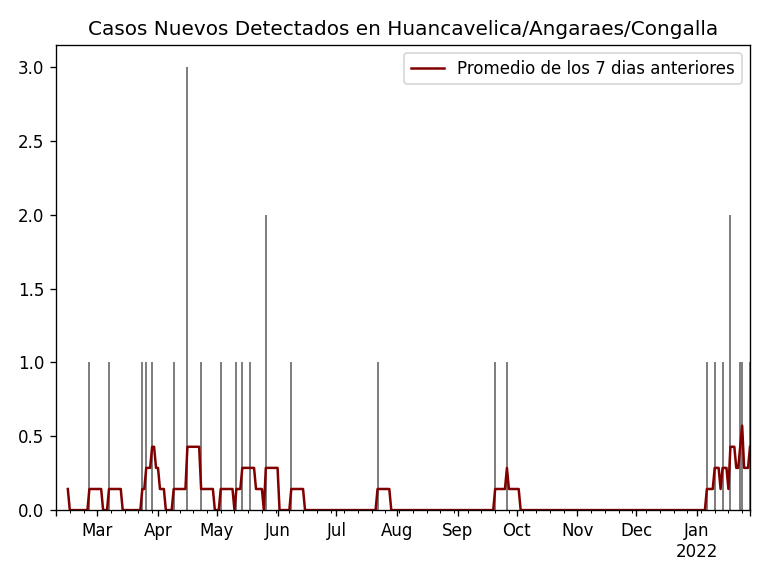 Casos Nuevos Detectados en Huancavelica/Angaraes/Congalla
Promedio de los 7 dias anteriores
3.0
2.5
2.0
1.5
1.0
0.5
0.0
Mar Apr May Jun Jul Aug Sep Oct Nov Dec Jan
2022